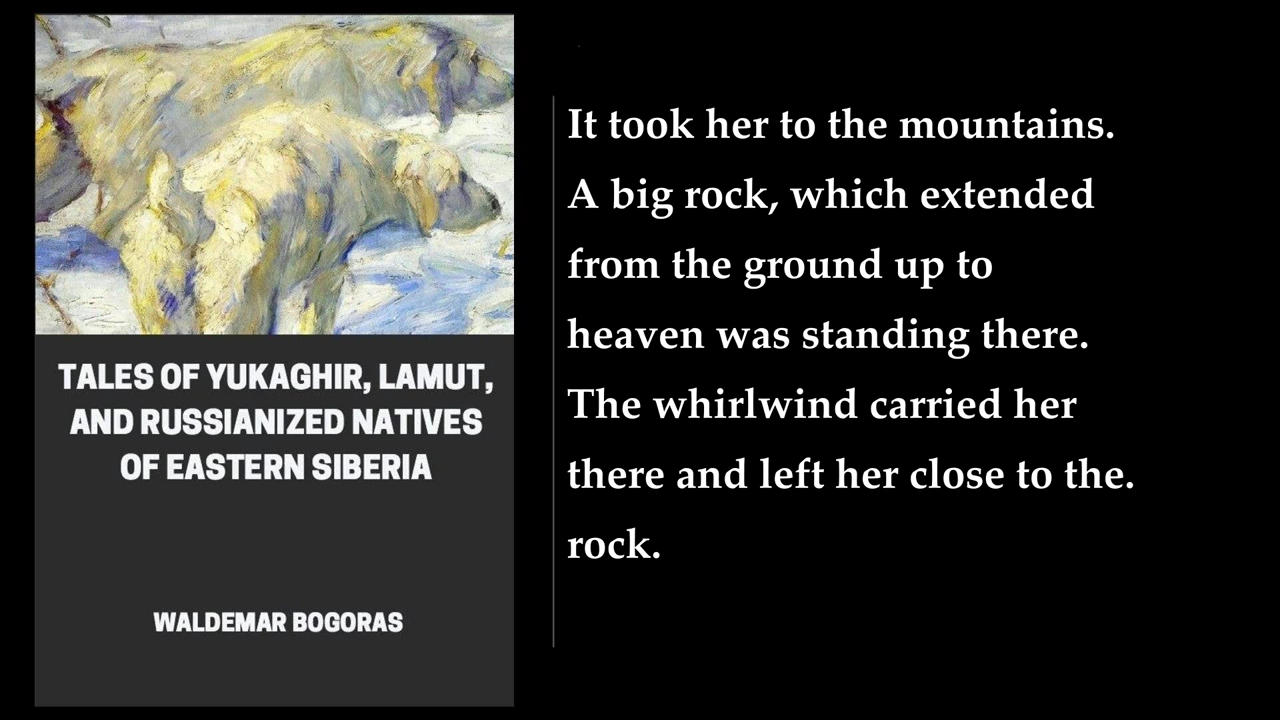 TALES OF YUKAGHIR, LAMUT,
AND RUSSIANIZED NATIVES
OF EASTERN SIBERIA
WALDEMAR BOGORAS
It took her to the mountains.
A big rock, which extended
from the ground up to
heaven was standing there.
The whirlwind carried her
there and left her close to the.
rock.